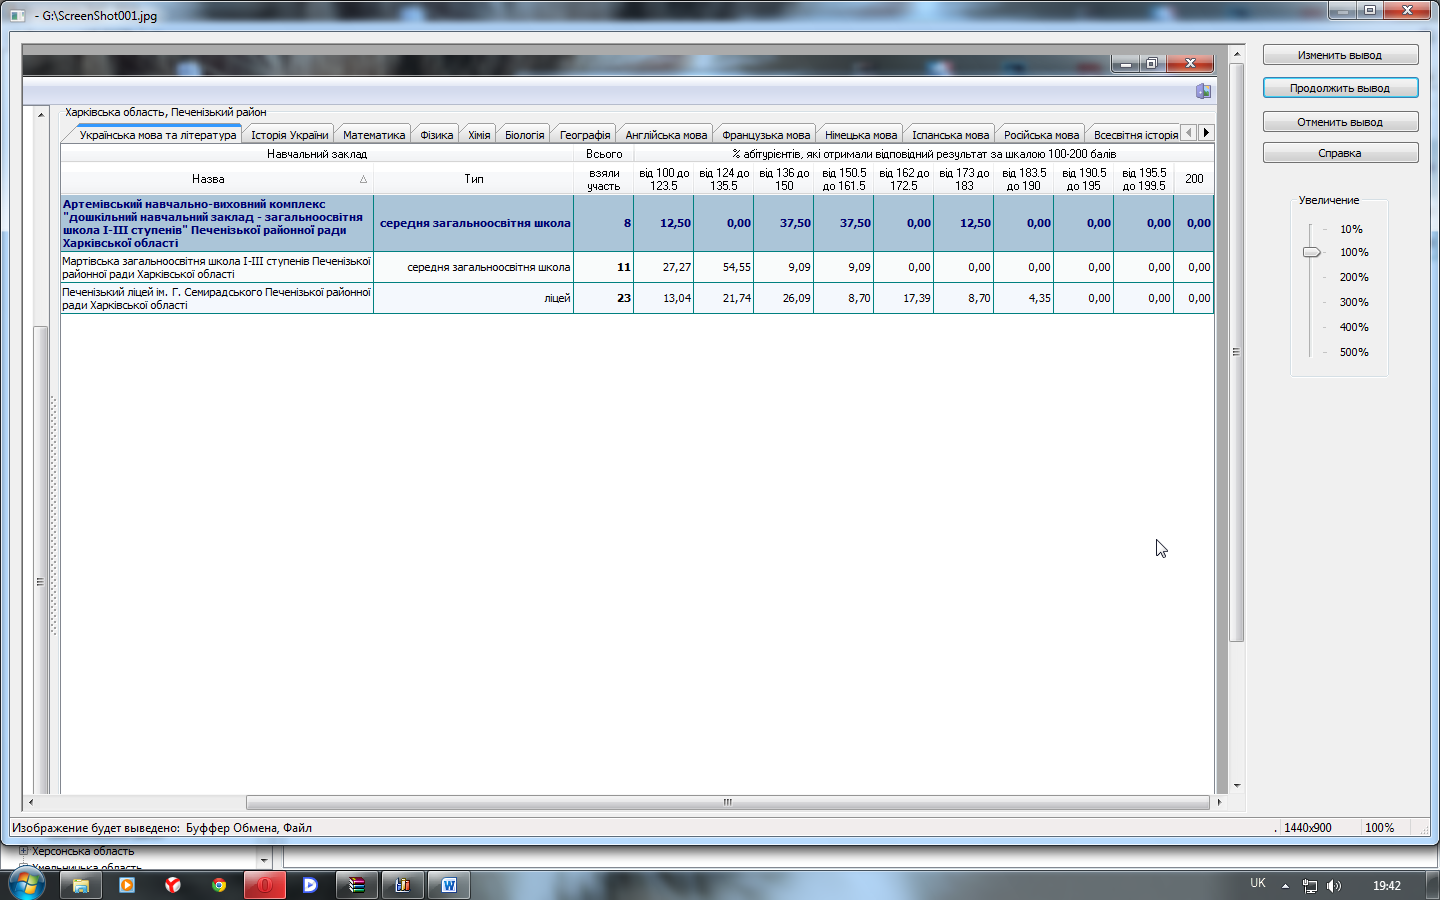 - G:\ScreenShot001.jpg
Изменить вывод
Продолжить вывод
Отменить вывод
Справка
Увеличение
10%
100%
200%
300%
400%
500%
Харківська область, Печенізький район
Українська мова та література Історія України Математика Фізика Хімія Біологія Географія Англійська мова Французька мова Німецька мова Іспанська мова Російська мова Всесвітня історія
Навчальний заклад Всього % абітурієнтів, які отримали відповідний результат за шкалою 100-200 балів
Назва Тип взяли участь від 100 до 123.5 від 124 до 135.5 від 136 до 150 від 150.5 до 161.5 від 162 до 172.5 від 173 до 183 від 183.5 до 190 від 190.5 до 195 від 195.5 до 199.5 200
Артемівський навчально-виховний комплекс
"дошкільний навчальний заклад - загальноосвітня
школа І-ІІІ ступенів" Печенізької районної ради
Харківської області
середня загальноосвітня школа 8 12,50 0,00 37,50 37,50 0,00 12,50 0,00 0,00 0,00 0,00
Мартівська загальноосвітня школа І-ІІІ ступенів Печенізької
районної ради Харківської області
середня загальноосвітня школа 11 27,27 54,55 9,09 9,09 0,00 0,00 0,00 0,00 0,00 0,00
Печенізький ліцей ім. Г. Семирадського Печенізької районної
ради Харківської області
ліцей 23 13,04 21,74 26,09 8,70 17,39 8,70 4,35 0,00 0,00 0,00
Изображение будет выведено: Буффер Обмена, Файл
. 1440x900 100%
Херсонська область
Хмельницька область
UK 19:42